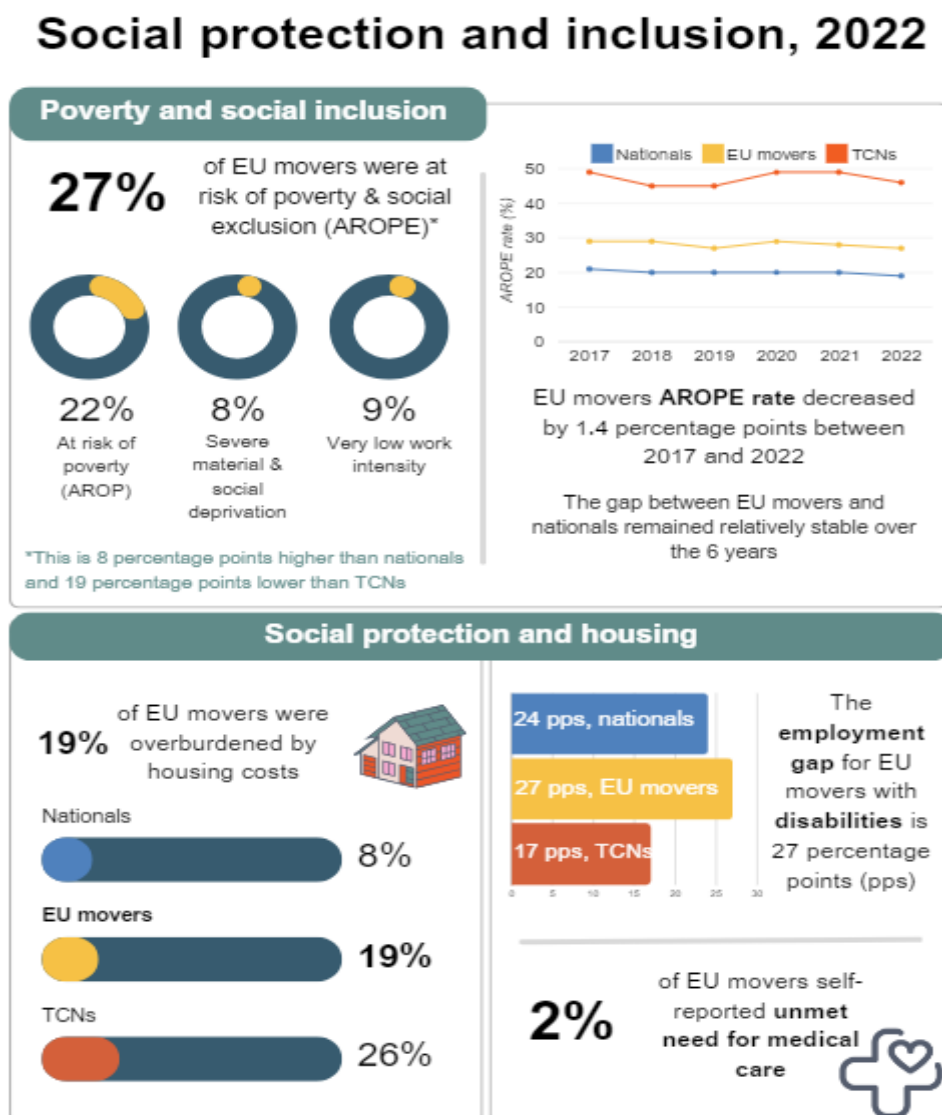 Social protection and inclusion, 2022
Poverty and social inclusion
27%
of EU movers were at
risk of poverty & social
exclusion (AROPE)*
22%
At risk of
poverty
(AROP)
8%
Severe
material &
social
deprivation
9%
Very low work
intensity
*This is 8 percentage points higher than nationals
and 19 percentage points lower than TCNs
Nationals EU movers TCNs
AROPE rate (%)
50
40
30
20
10
0
2017 2018 2019 2020 2021 2022
EU movers AROPE rate decreased
by 1.4 percentage points between
2017 and 2022
The gap between EU movers and
nationals remained relatively stable over
the 6 years
Social protection and housing
19%
of EU movers were
overburdened by
housing costs
Nationals
8%
EU movers
19%
TCNs
26%
24 pps, nationals
27 pps, EU movers
17 pps, TCNs
0 5 10 15 20 25 30
The
employment
gap for EU
movers with
disabilities is
27 percentage
points (pps)
2%
of EU movers self-
reported unmet
need for medical
care